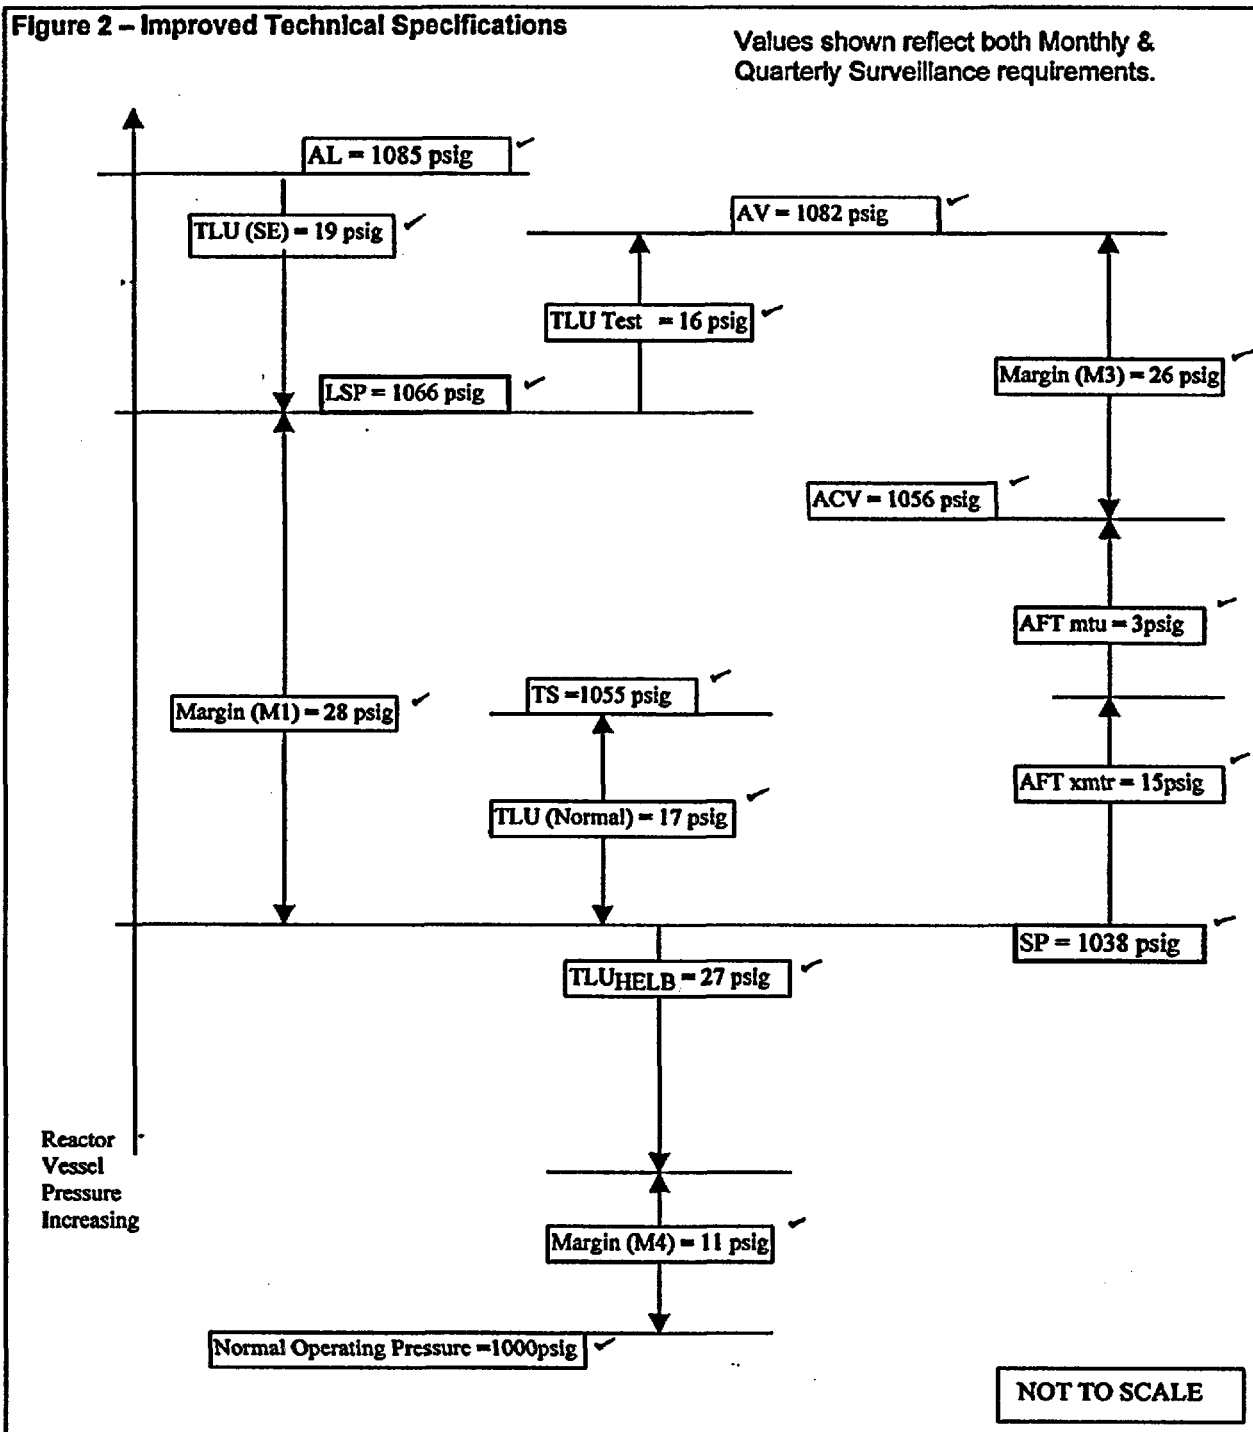 Figure 2 – Improved Technical Specifications
Values shown reflect both Monthly &
Quarterly Surveillance requirements.
AL = 1085 psig
AV = 1082 psig
TLU (SE) = 19 psig
TLU Test = 16 psig
Margin (M3) = 26 psig
LSP = 1066 psig
ACV = 1056 psig
AFT mtu = 3psig
TS =1055 psig
Margin (M1) = 28 psig
AFT xmtr = 15psig
TLU (Normal) = 17 psig
SP = 1038 psig
TLUHELB = 27 psig
Reactor
Vessel
Pressure
Increasing
Margin (M4) = 11 psig
Normal Operating Pressure =1000psig
NOT TO SCALE